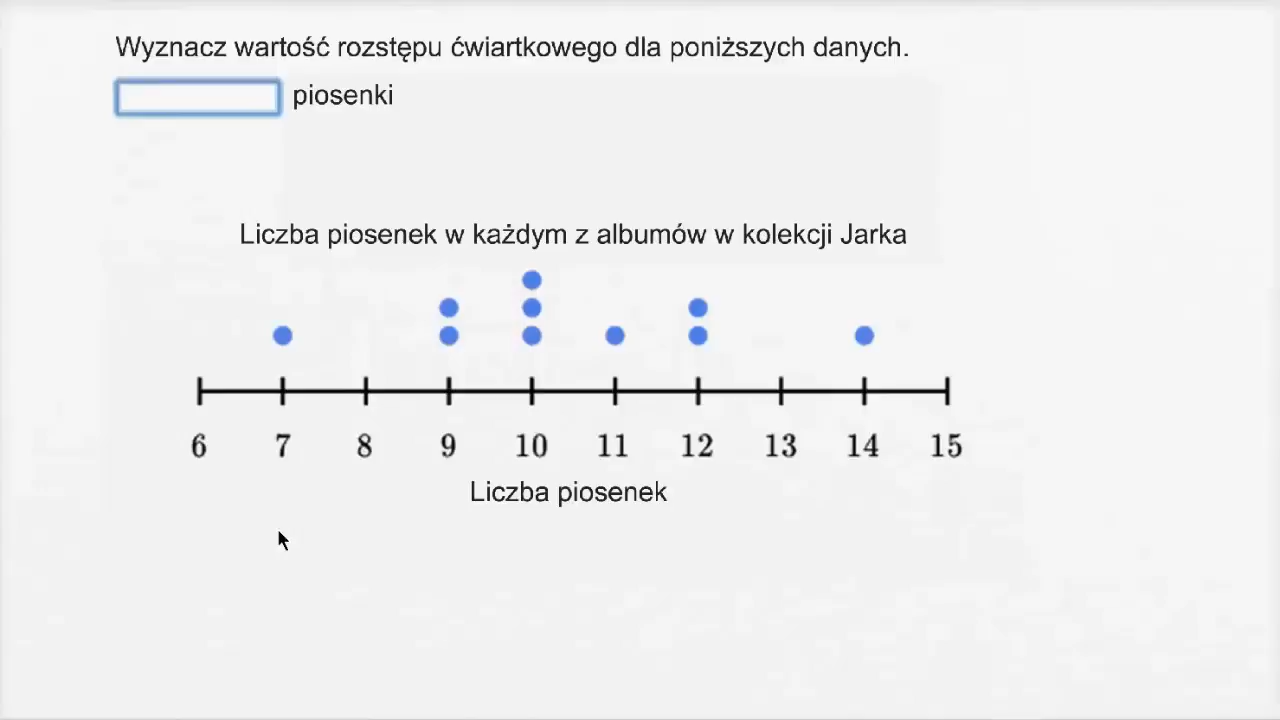 Wyznacz wartość rozstępu ćwiartkowego dla poniższych danych.
piosenki
Liczba piosenek w każdym z albumów w kolekcji Jarka
6 7 8 9 10 11 12 13 14 15
Liczba piosenek